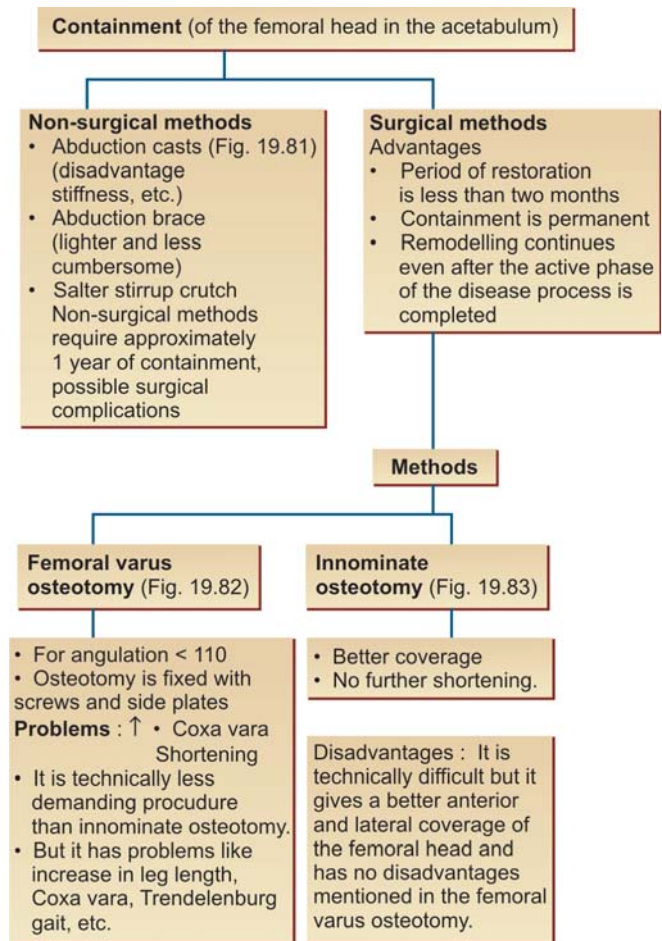 Containment (of the femoral head in the acetabulum)
Non-surgical methods
• Abduction casts (Fig. 19.81)
(disadvantage
stiffness, etc.)
• Abduction brace
(lighter and less
cumbersome)
• Salter stirrup crutch
Non-surgical methods
require approximately
1 year of containment,
possible surgical
complications
Surgical methods
Advantages
• Period of restoration
is less than two months
• Containment is permanent
• Remodelling continues
even after the active phase
of the disease process is
completed
Methods
Femoral varus
osteotomy (Fig. 19.82)
• For angulation < 110
• Osteotomy is fixed with
screws and side plates
Problems : ↑ • Coxa vara
Shortening
• It is technically less
demanding procudure
than innominate osteotomy.
• But it has problems like
increase in leg length,
Coxa vara, Trendelenburg
gait, etc.
Innominate
osteotomy (Fig. 19.83)
• Better coverage
• No further shortening.
Disadvantages : It is
technically difficult but it
gives a better anterior
and lateral coverage of
the femoral head and
has no disadvantages
mentioned in the femoral
varus osteotomy.